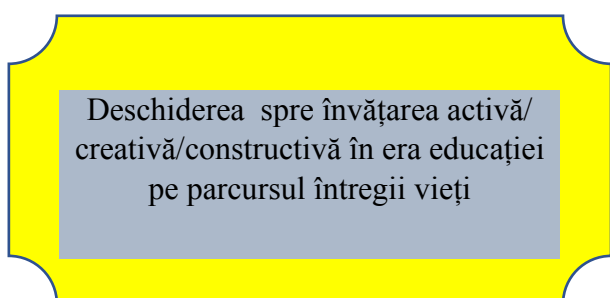 Deschiderea spre învățarea activă/
creativă/constructivă în era educației
pe parcursul întregii vieți